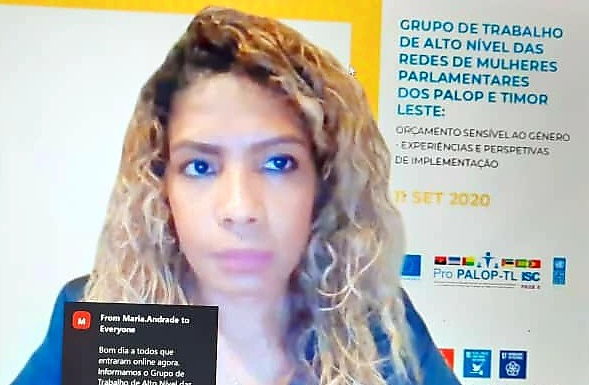 GRUPO DE TRABALHO
DE ALTO NÍVEL DAS
REDES DE MULHERES
PARLAMENTARES
DOS PALOP E TIMOR
LESTE:
ORÇAMENTO SENSÍVEL AO GÉNERO
- EXPERIÊNCIAS E PERSPETIVAS
DE IMPLEMENTAÇÃO
11 SET 2020
Pro PALOP-TL ISC
M
From Maria.Andrade to
Everyone
Bom dia a todos que
entraram online agora.
Informamos o Grupo de
Trabalho de Alto Nível das